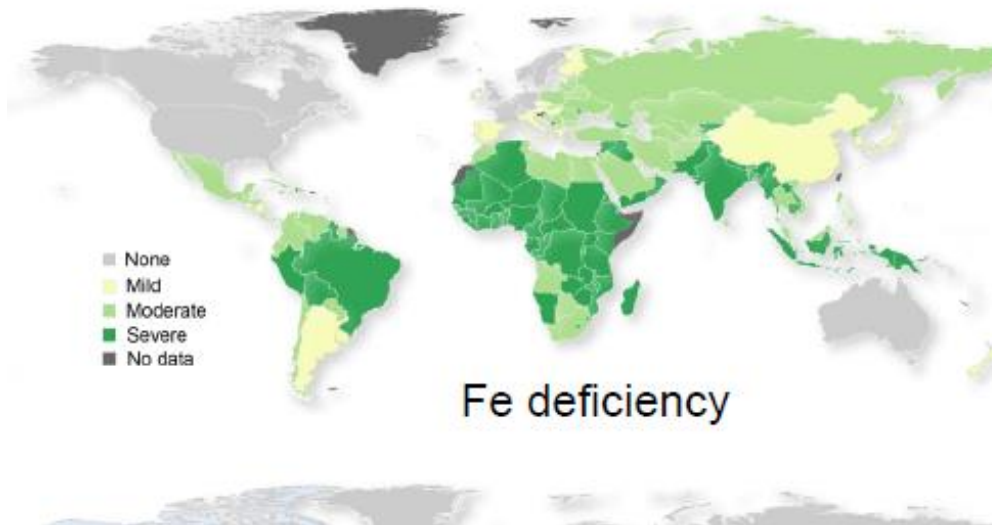 None
Mild
Moderate
Severe
No data
Fe deficiency